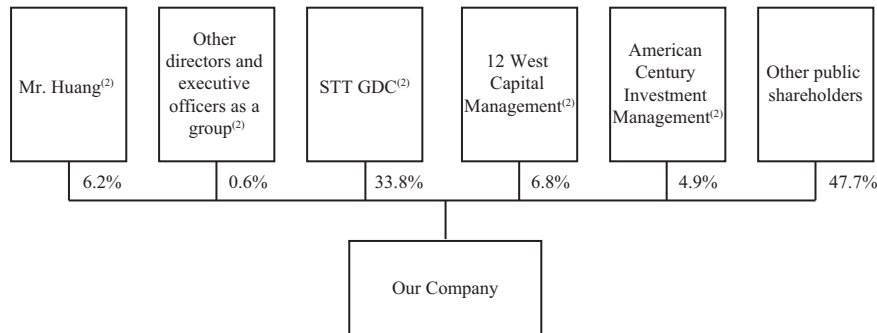 Mr. Huang(2)
Other
directors and
executive
officers as a
group(2)
STT GDC(2)
12 West
Capital
Management(2)
American
Century
Investment
Management(2)
Other public
shareholders
6.2%
0.6%
33.8%
6.8%
4.9%
47.7%
Our Company